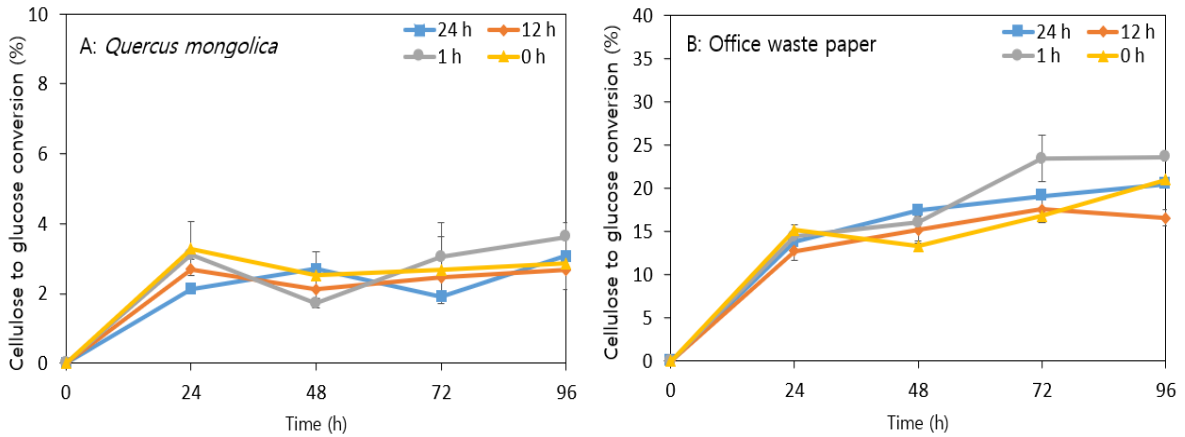 A: Quercus mongolica
24 h
12 h
1 h
0 h
Cellulose to glucose conversion (%)
10
8
6
4
2
0
0 24 48 72 96
Time (h)
B: Office waste paper
24 h
12 h
1 h
0 h
Cellulose to glucose conversion (%)
40
35
30
25
20
15
10
5
0
0 24 48 72 96
Time (h)